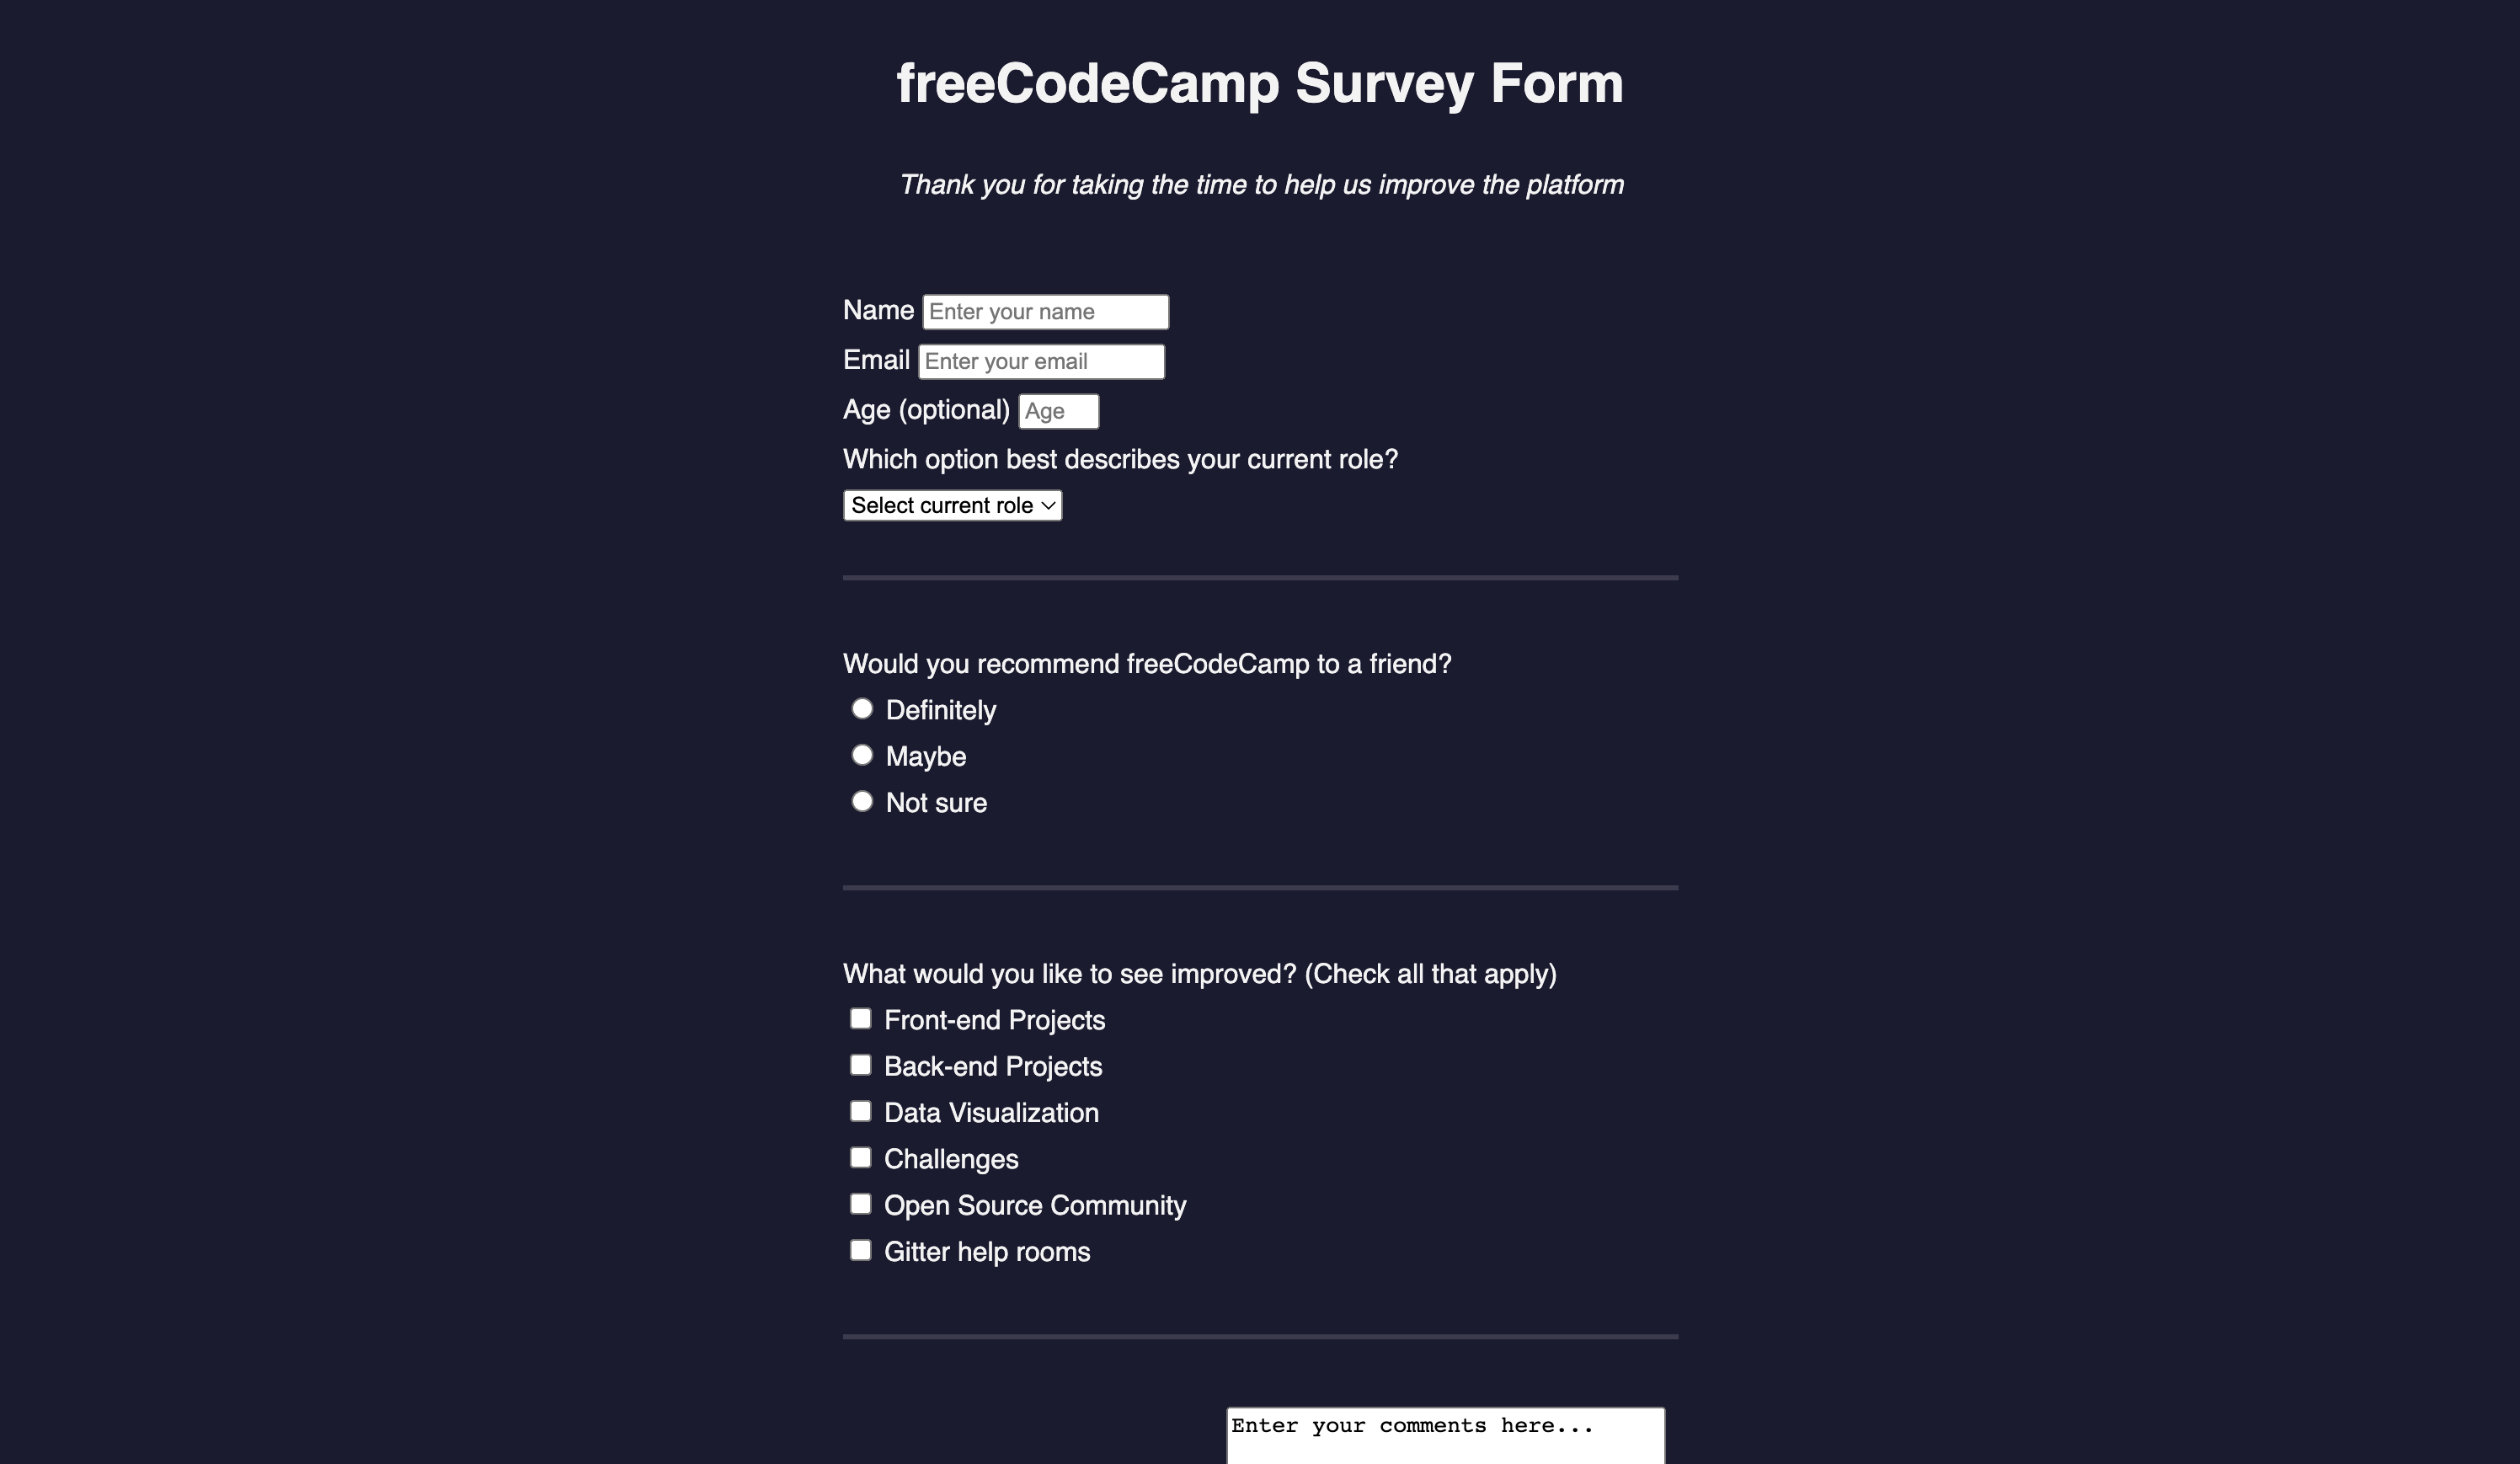 freeCodeCamp Survey Form
Thank you for taking the time to help us improve the platform
Name Enter your name
Email Enter your email
Age (optional) Age
Which option best describes your current role?
Select current role
Would you recommend freeCodeCamp to a friend?
Definitely
Maybe
Not sure
What would you like to see improved? (Check all that apply)
Front-end Projects
Back-end Projects
Data Visualization
Challenges
Open Source Community
Gitter help rooms
Enter your comments here...